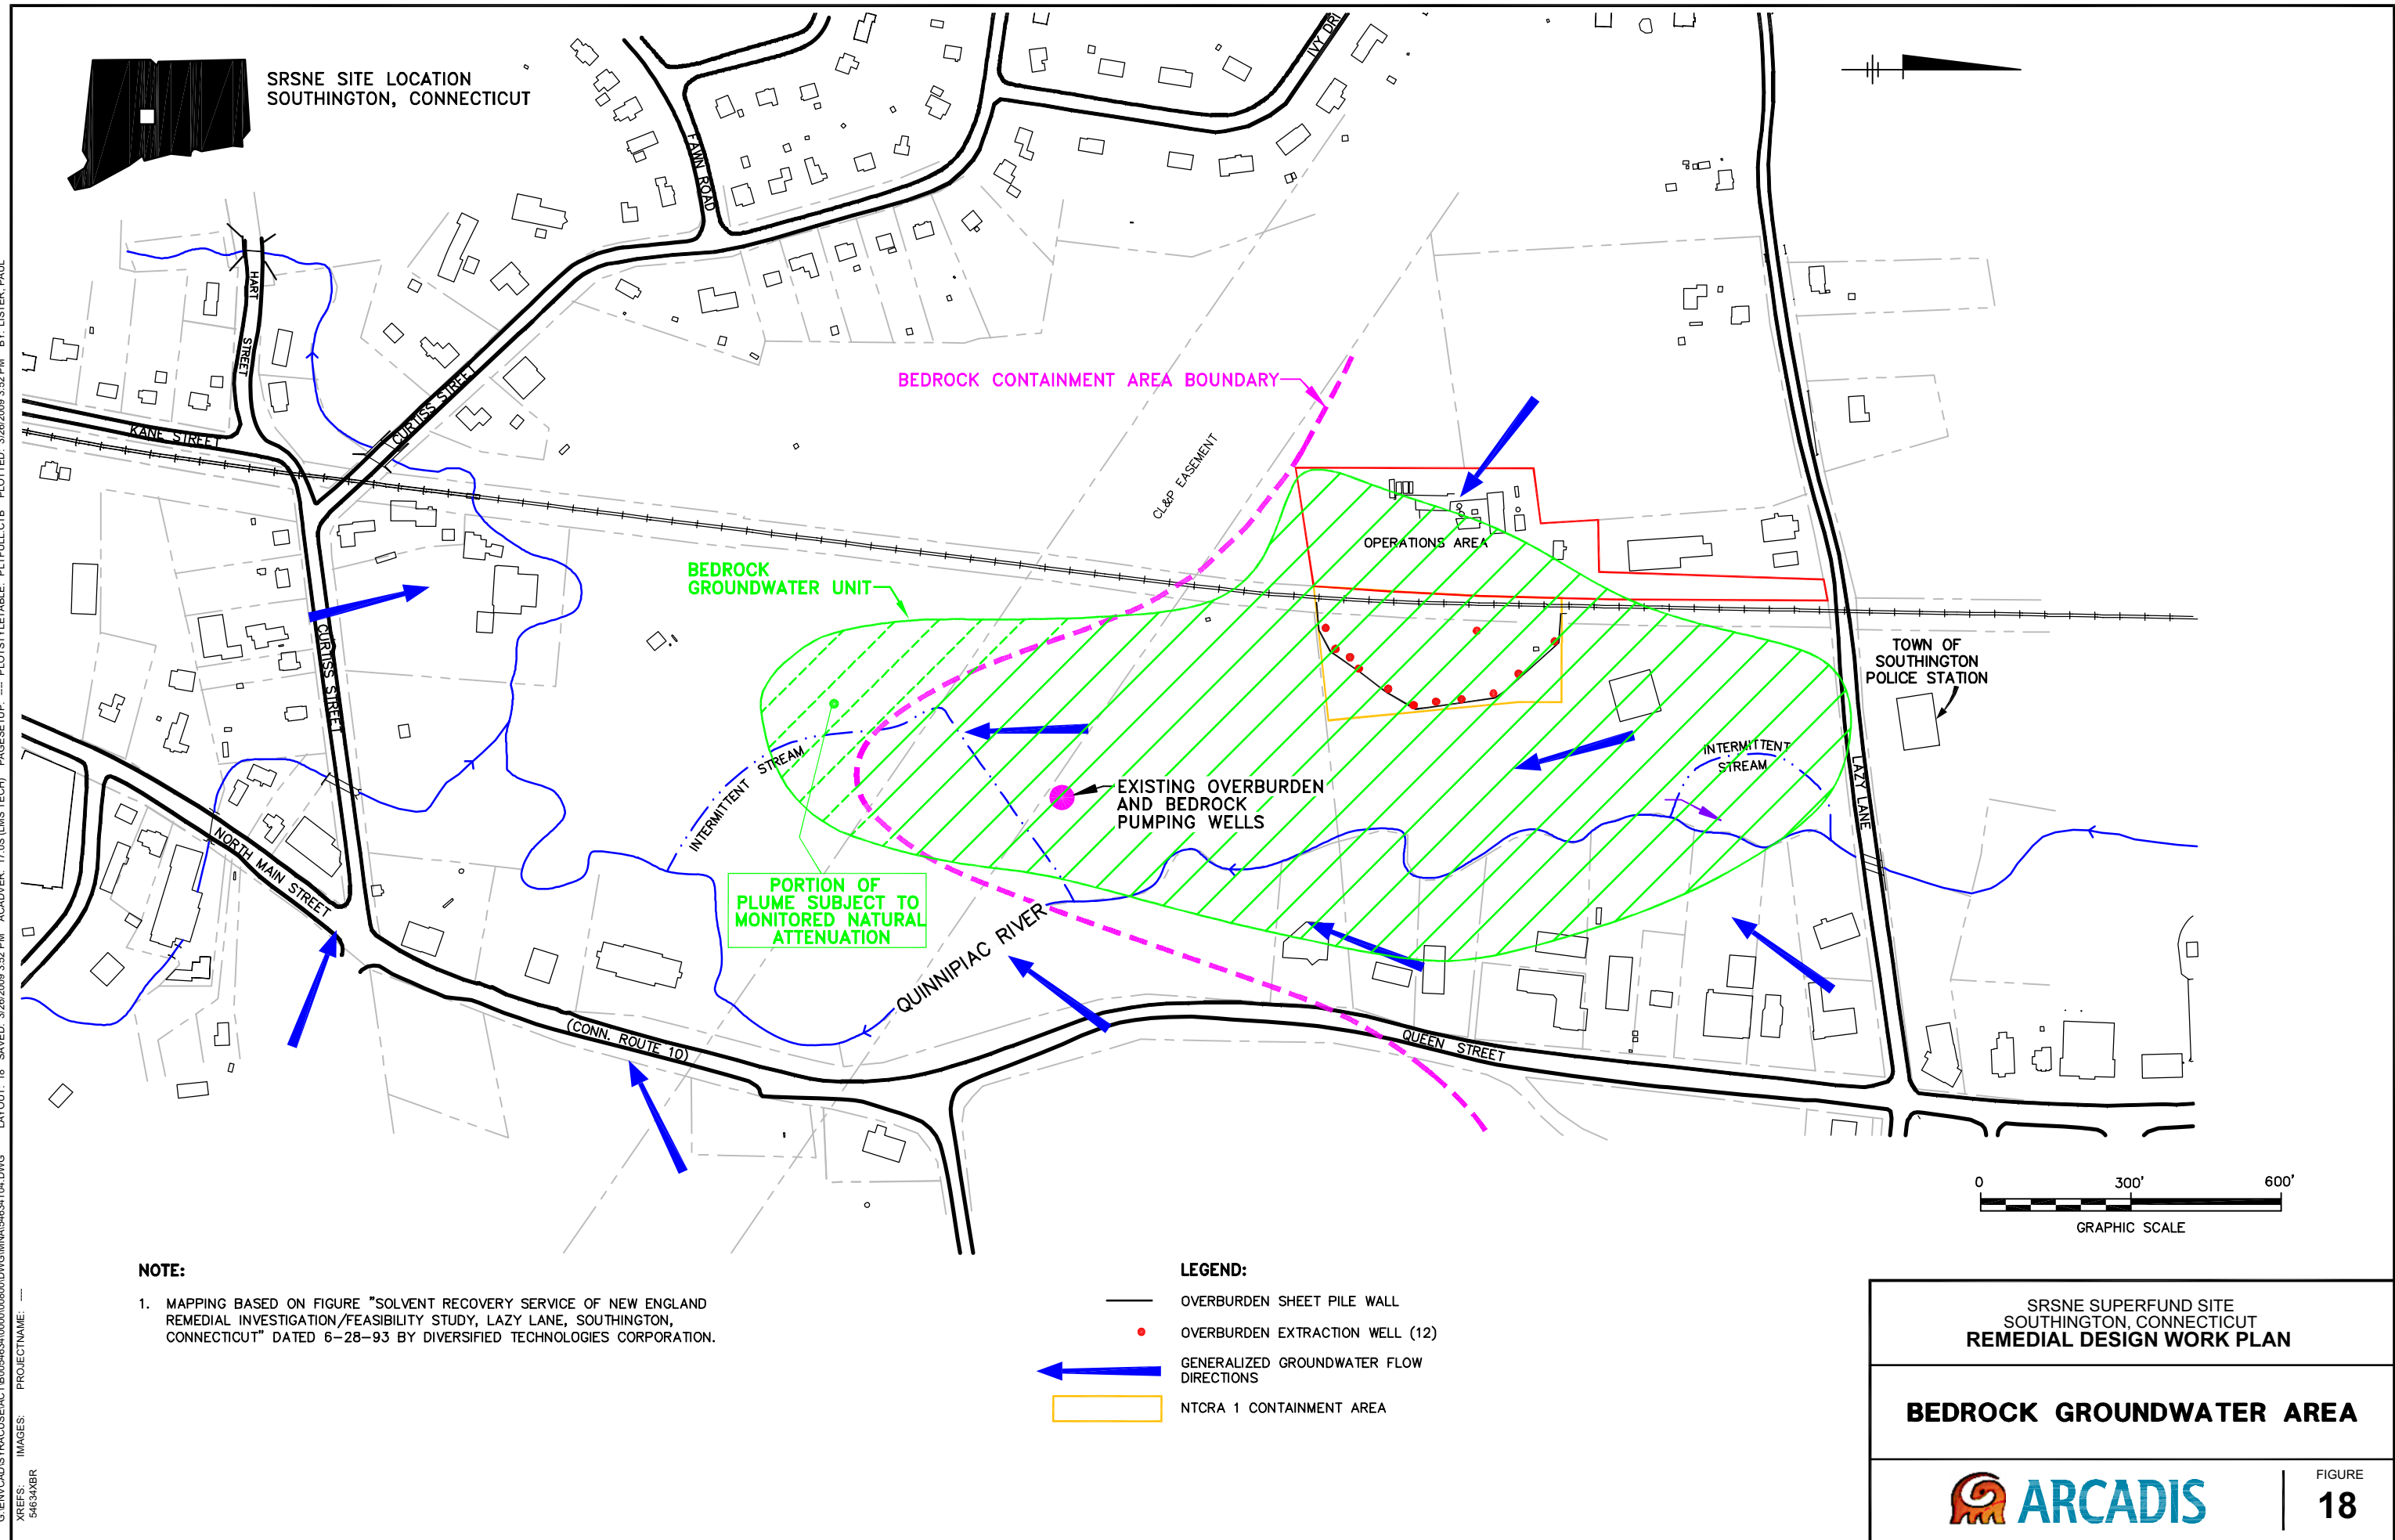 SRSNE SITE LOCATION
SOUTHINGTON, CONNECTICUT
IVY DRI
FAWN ROAD
HART
STREET
KANE STREET
CURTISS STREET
BEDROCK CONTAINMENT AREA BOUNDARY
CL&P EASEMENT
OPERATIONS AREA
BEDROCK
GROUNDWATER UNIT
CURTISS STREET
TOWN OF
SOUTHINGTON
POLICE STATION
INTERMITTENT
STREAM
LAZY LANE
INTERMITTENT STREAM
EXISTING OVERBURDEN
AND BEDROCK
PUMPING WELLS
NORTH MAIN STREET
PORTION OF
PLUME SUBJECT TO
MONITORED NATURAL
ATTENUATION
QUINNIPIAC RIVER
(CONN. ROUTE 10)
QUEEN STREET
0 300' 600'
GRAPHIC SCALE
NOTE:
1. MAPPING BASED ON FIGURE "SOLVENT RECOVERY SERVICE OF NEW ENGLAND
REMEDIAL INVESTIGATION/FEASIBILITY STUDY, LAZY LANE, SOUTHINGTON,
CONNECTICUT" DATED 6-28-93 BY DIVERSIFIED TECHNOLOGIES CORPORATION.
LEGEND:
OVERBURDEN SHEET PILE WALL
OVERBURDEN EXTRACTION WELL (12)
GENERALIZED GROUNDWATER FLOW
DIRECTIONS
NTCRA 1 CONTAINMENT AREA
SRSNE SUPERFUND SITE
SOUTHINGTON, CONNECTICUT
REMEDIAL DESIGN WORK PLAN
BEDROCK GROUNDWATER AREA
ARCADIS
FIGURE
18
XREFS: IMAGES: PROJECTNAME: ----
54634XBR